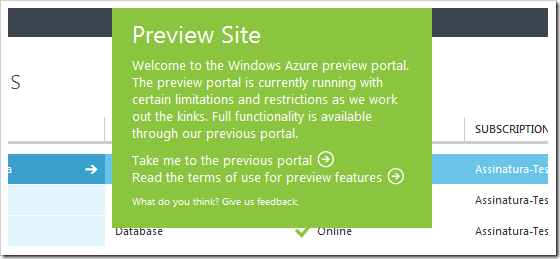 Preview Site
Welcome to the Windows Azure preview portal.
The preview portal is currently running with
certain limitations and restrictions as we work
out the kinks. Full functionality is available
through our previous portal.
Take me to the previous portal
Read the terms of use for preview features
What do you think? Give us feedback.
SUBSCRIPTION
Assinatura-Tes
Assinatura-Tes
Database Online Assinatura-Tes